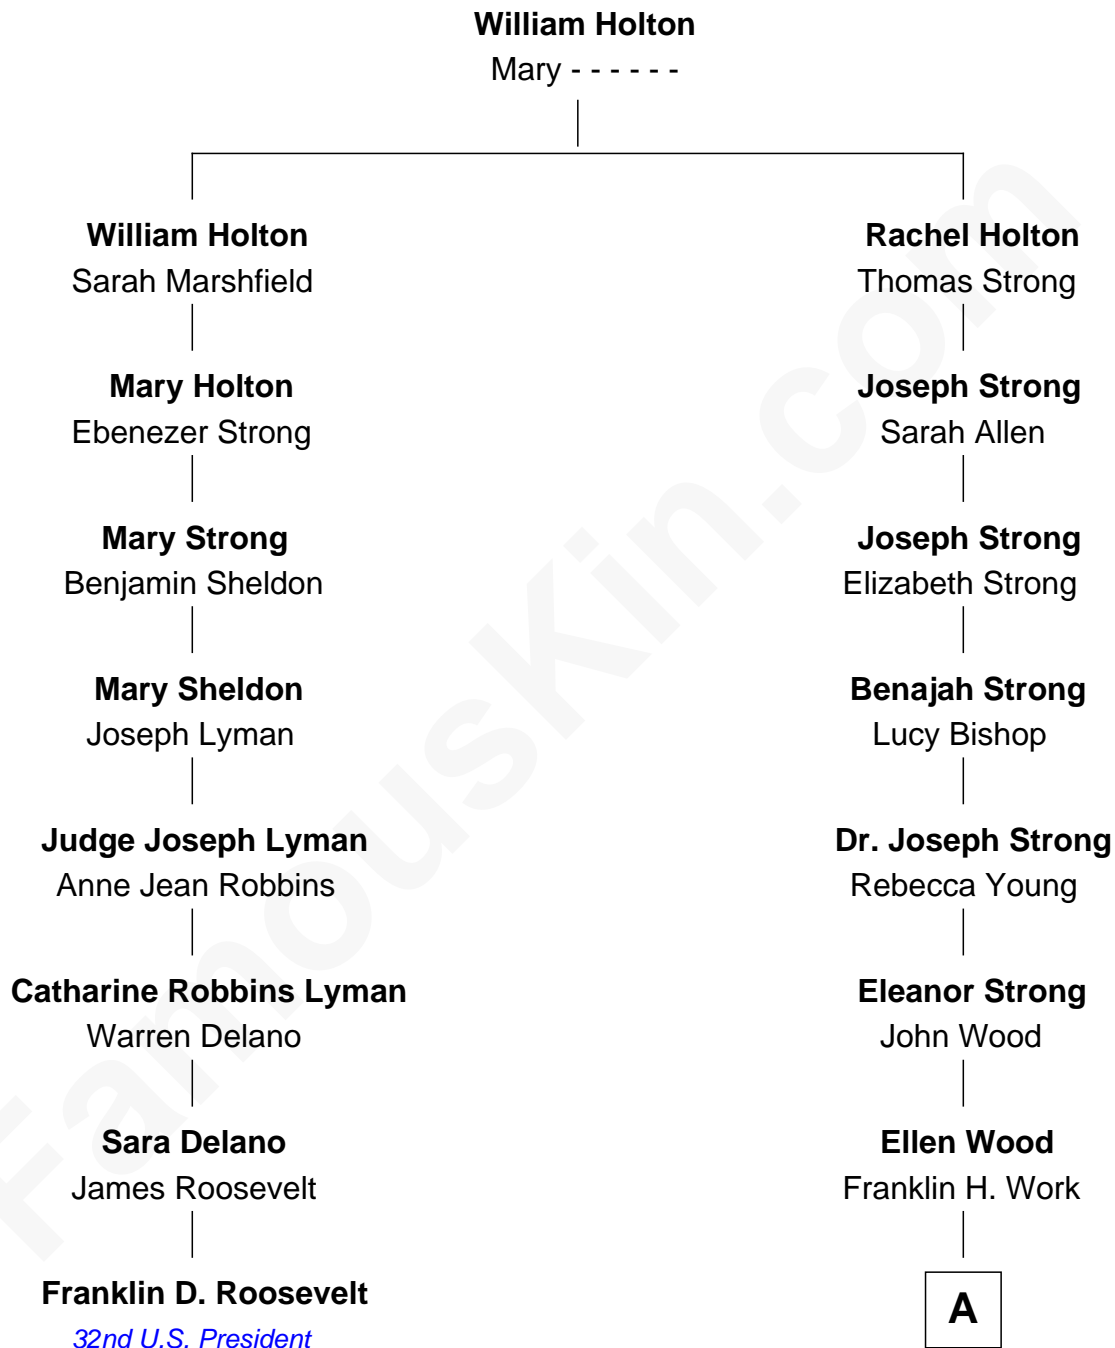 William Holton
Mary - - - - - -
William Holton
Sarah Marshfield
Rachel Holton
Thomas Strong
Mary Holton
Ebenezer Strong
Joseph Strong
Sarah Allen
Mary Strong
Benjamin Sheldon
Joseph Strong
Elizabeth Strong
Mary Sheldon
Joseph Lyman
Benajah Strong
Lucy Bishop
Judge Joseph Lyman
Anne Jean Robbins
Dr. Joseph Strong
Rebecca Young
Catharine Robbins Lyman
Warren Delano
Eleanor Strong
John Wood
Sara Delano
James Roosevelt
Ellen Wood
Franklin H. Work
Franklin D. Roosevelt
32nd U.S. President
A
FamousKin.com